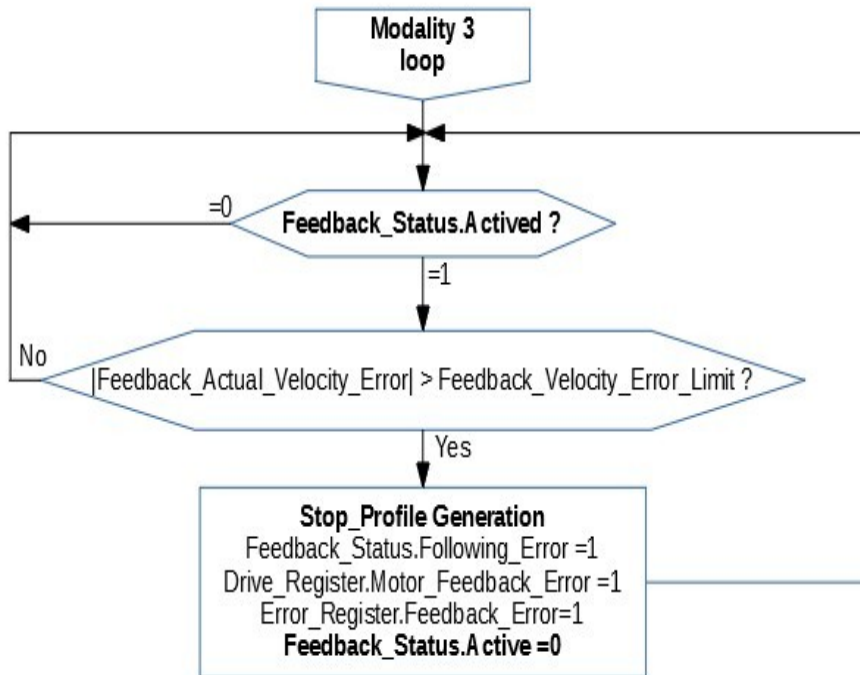 Modality 3
loop
=0
Feedback_Status.Actived ?
=1
No
|Feedback_Actual_Velocity_Error| > Feedback_Velocity_Error_Limit ?
Yes
Stop_Profile Generation
Feedback_Status.Following_Error =1
Drive_Register.Motor_Feedback_Error =1
Error_Register.Feedback_Error=1
Feedback_Status.Active =0